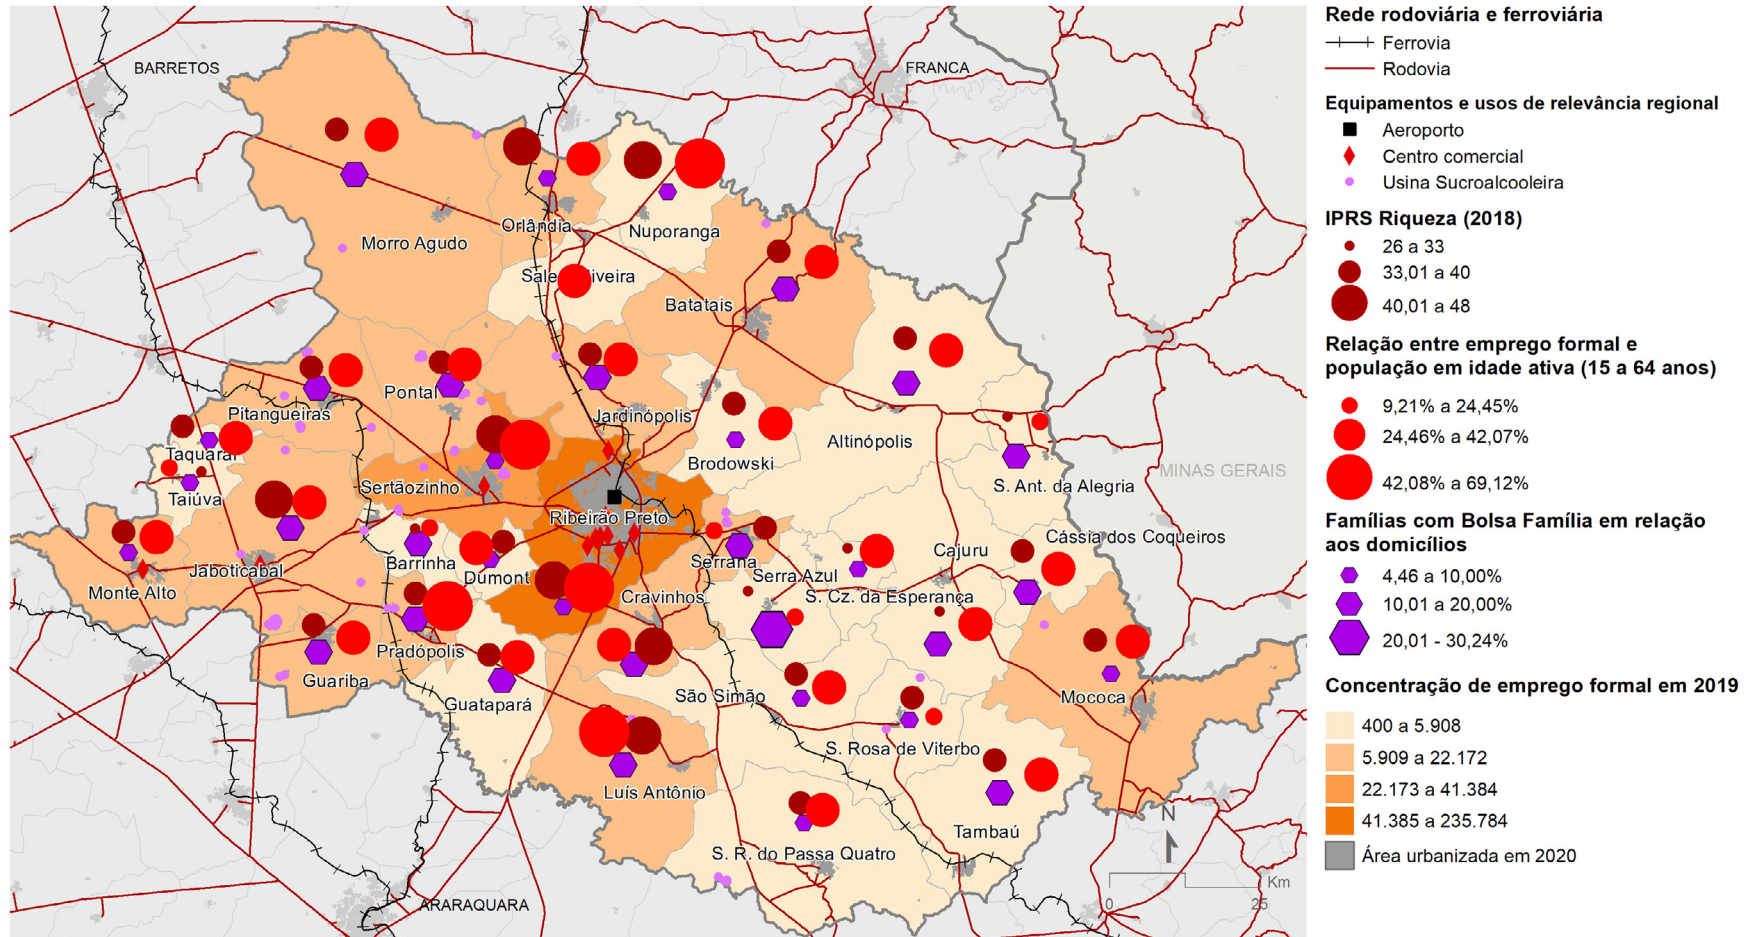 BARRETOS
FRANCA
Morro Agudo
Orlândia
Nuporanga
Batatais
Pontal
Pitangueiras
Jardinópolis
Altinópolis
Taquaral
Brodowski
MINAS GERAIS
Sertãozinho
S. Ant. da Alegria
Taiúva
Ribeirão Preto
Cássia dos Coqueiros
Cajuru
Barrinha
Serrana
Jaboticabal
Dumont
Serra Azul
Monte Alto
Cravinhos
S. Cz. da Esperança
Pradópolis
Guariba
São Simão
Mococa
Guatapará
S. Rosa de Viterbo
Luís Antônio
Tambaú
S. R. do Passa Quatro
ARARAQUARA
N
Km
0
25
Rede rodoviária e ferroviária
Ferrovia
Rodovia
Equipamentos e usos de relevância regional
Aeroporto
Centro comercial
Usina Sucroalcooleira
IPRS Riqueza (2018)
26 a 33
33,01 a 40
40,01 a 48
Relação entre emprego formal e
população em idade ativa (15 a 64 anos)
9,21% a 24,45%
24,46% a 42,07%
42,08% a 69,12%
Famílias com Bolsa Família em relação
aos domicílios
4,46 a 10,00%
10,01 a 20,00%
20,01 - 30,24%
Concentração de emprego formal em 2019
400 a 5.908
5.909 a 22.172
22.173 a 41.384
41.385 a 235.784
Área urbanizada em 2020